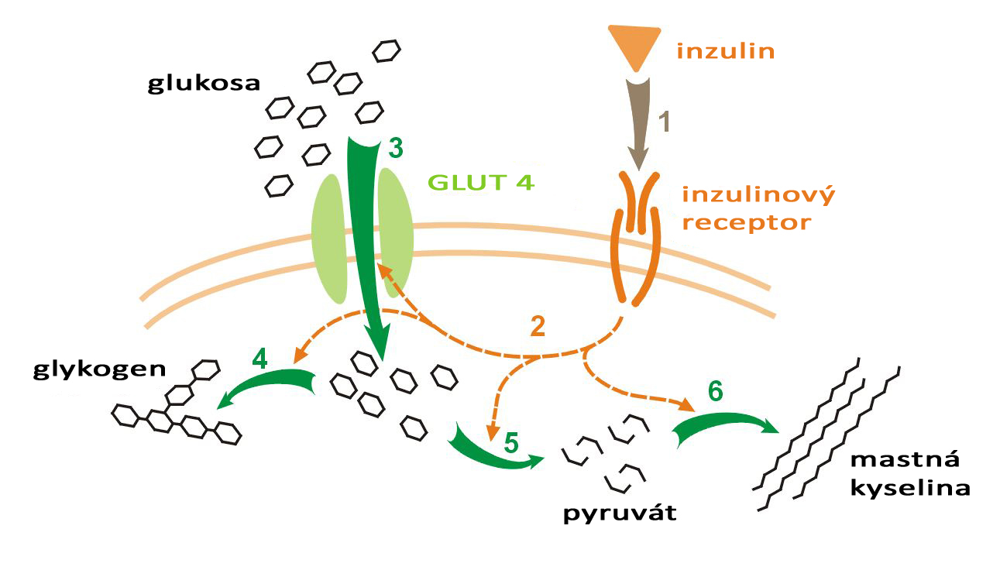 inzulin
glukosa
1
3
GLUT 4
inzulinový
receptor
2
4
glykogen
6
5
mastná
kyselina
pyruvát